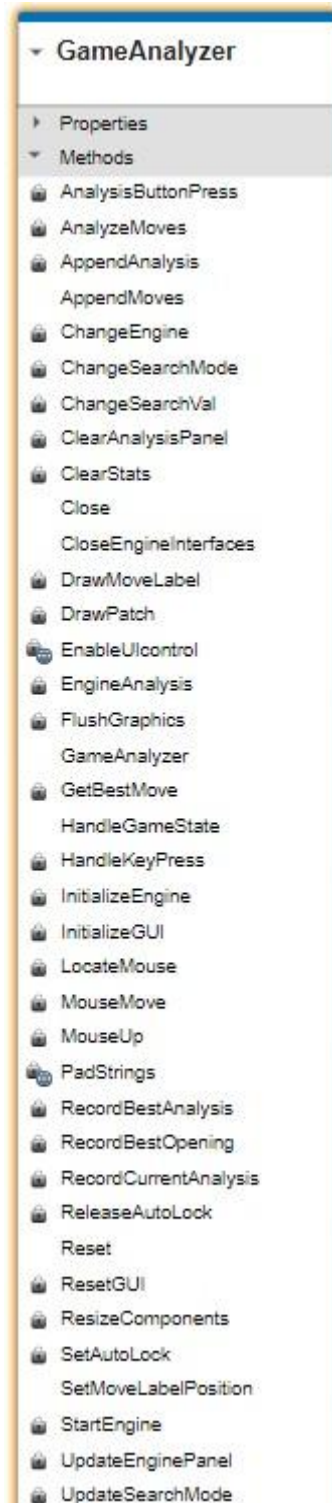 GameAnalyzer
Properties
Methods
AnalysisButtonPress
AnalyzeMoves
AppendAnalysis
AppendMoves
ChangeEngine
ChangeSearchMode
ChangeSearchVal
ClearAnalysisPanel
ClearStats
Close
CloseEngineInterfaces
DrawMoveLabel
DrawPatch
EnableUIcontrol
EngineAnalysis
FlushGraphics
GameAnalyzer
GetBestMove
HandleGameState
HandleKeyPress
InitializeEngine
InitializeGUI
LocateMouse
MouseMove
MouseUp
PadStrings
RecordBestAnalysis
RecordBestOpening
RecordCurrentAnalysis
ReleaseAutoLock
Reset
ResetGUI
ResizeComponents
SetAutoLock
SetMoveLabelPosition
StartEngine
UpdateEnginePanel
UpdateSearchMode